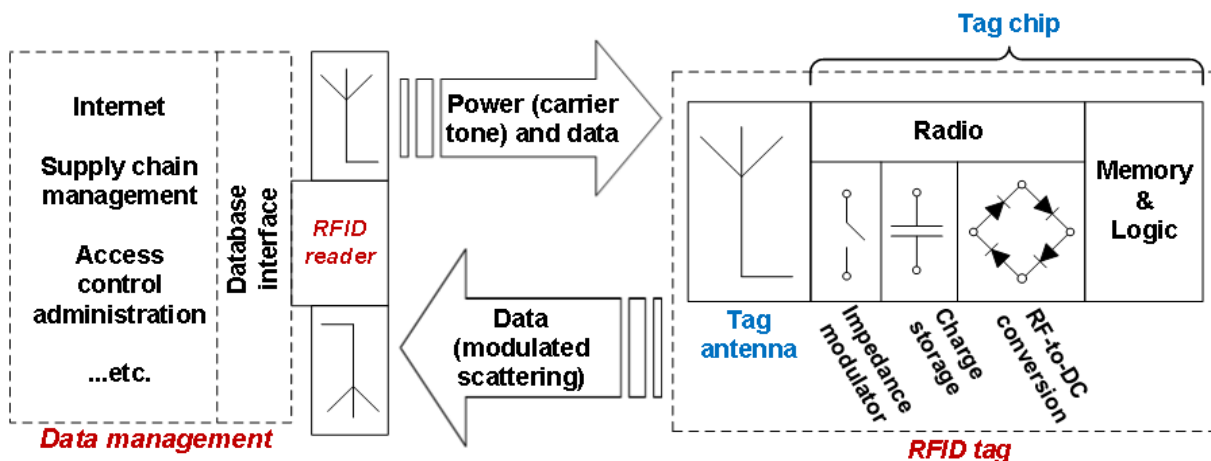 Internet
Supply chain
management
Access
control
administration
...etc.
Data management
Database
interface
RFID
reader
Power (carrier
tone) and data
Data
(modulated
scattering)
Tag chip
Radio
Memory
&
Logic
Tag
antenna
Impedance
modulator
Charge
storage
RF-to-DC
conversion
RFID tag